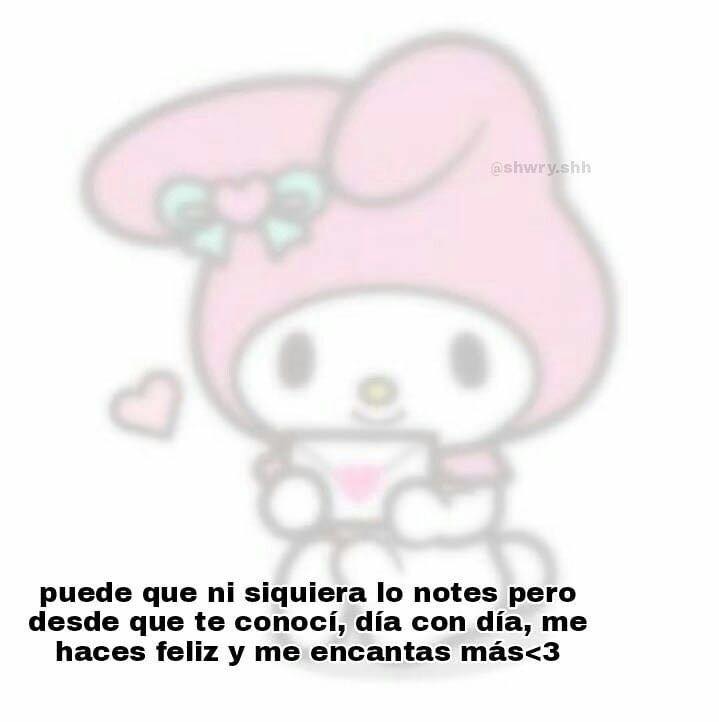 @shwry.shh
puede que ni siquiera lo notes pero
desde que te conocí, día con día, me
haces feliz y me encantas más<3